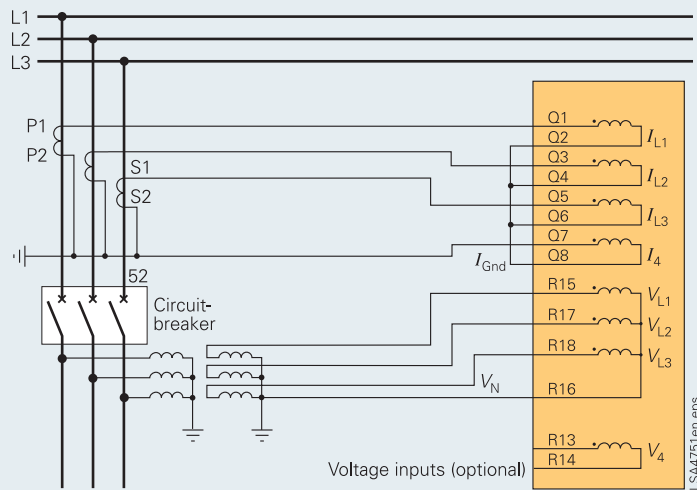 L1
L2
L3
P1
P2
S1
S2
52
Circuit-
breaker
Q1
Q2
I L1
Q3
Q4
I L2
Q5
Q6
I L3
Q7
Q8
I Gnd
I 4
R15
V L1
R17
V L2
R18
V L3
V N
R16
R13
R14
V 4
Voltage inputs (optional)
LSA4751en.eps